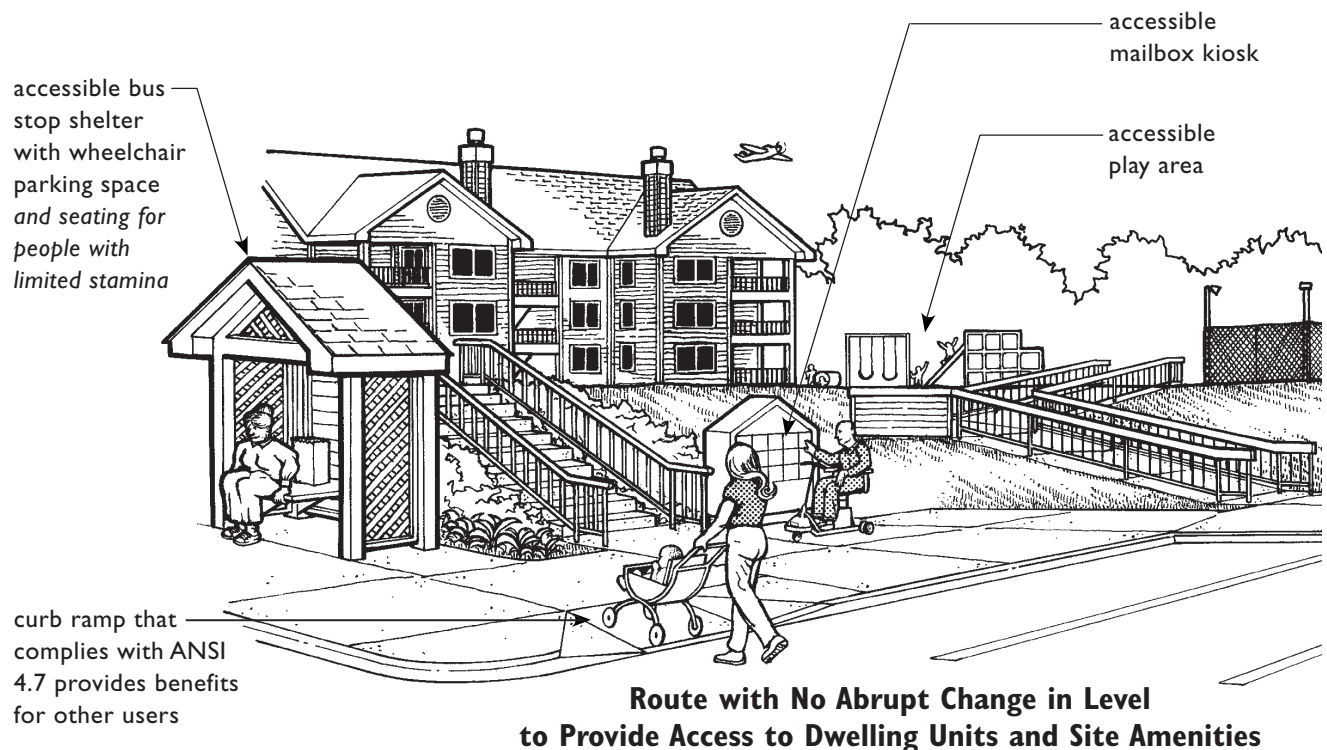 accessible
mailbox kiosk
accessible bus
stop shelter
with wheelchair
parking space
and seating for
people with
limited stamina
accessible
play area
curb ramp that
complies with ANSI
4.7 provides benefits
for other users
Route with No Abrupt Change in Level
to Provide Access to Dwelling Units and Site Amenities